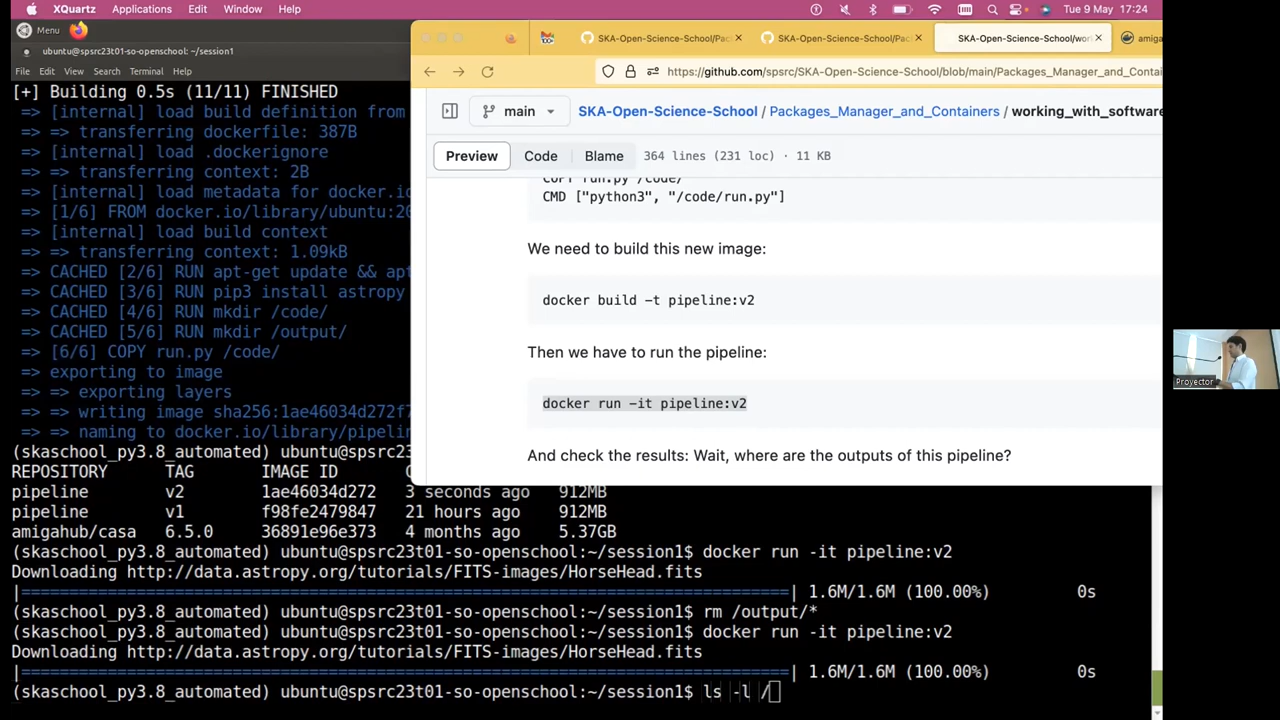 XQuartz Applications Edit Window Help Tue 9 May 17:24
Menu
ubuntu@spsrc23t01-so-openschool: ~/session1
File Edit View Search Terminal Help
[+] Building 0.5s (11/11) FINISHED
=> [internal] load build definition from
=> => transferring dockerfile: 387B
=> [internal] load .dockerignore
=> => transferring context: 2B
=> [internal] load metadata for docker.io
=> [1/6] FROM docker.io/library/ubuntu:20
=> [internal] load build context
=> => transferring context: 1.09kB
=> CACHED [2/6] RUN apt-get update && apt
=> CACHED [3/6] RUN pip3 install astropy
=> CACHED [4/6] RUN mkdir /code/
=> CACHED [5/6] RUN mkdir /output/
=> [6/6] COPY run.py /code/
=> exporting to image
=> => exporting layers
=> => writing image sha256:1ae46034d272f7
=> => naming to docker.io/library/pipelin
(skaschool_py3.8_automated) ubuntu@spsrc23
REPOSITORY TAG IMAGE ID
pipeline v2 1ae46034d272 3 seconds ago 912MB
pipeline v1 f98fe2479847 21 hours ago 912MB
amigahub/casa 6.5.0 36891e96e373 4 months ago 5.37GB
(skaschool_py3.8_automated) ubuntu@spsrc23t01-so-openschool:~/session1$ docker run -it pipeline:v2
Downloading http://data.astropy.org/tutorials/FITS-images/HorseHead.fits
|==========================================| 1.6M/1.6M (100.00%) 0s
(skaschool_py3.8_automated) ubuntu@spsrc23t01-so-openschool:~/session1$ rm /output/*
(skaschool_py3.8_automated) ubuntu@spsrc23t01-so-openschool:~/session1$ docker run -it pipeline:v2
Downloading http://data.astropy.org/tutorials/FITS-images/HorseHead.fits
|==========================================| 1.6M/1.6M (100.00%) 0s
(skaschool_py3.8_automated) ubuntu@spsrc23t01-so-openschool:~/session1$ ls -l /
SKA-Open-Science-School/Pac SKA-Open-Science-School/Pac SKA-Open-Science-School/wor amiga
https://github.com/spsrc/SKA-Open-Science-School/blob/main/Packages_Manager_and_Contai
main SKA-Open-Science-School / Packages_Manager_and_Containers / working_with_software
Preview Code Blame 364 lines (231 loc) · 11 KB
COPY run.py /code/
CMD ["python3", "/code/run.py"]
We need to build this new image:
docker build -t pipeline:v2
Then we have to run the pipeline:
docker run -it pipeline:v2
And check the results: Wait, where are the outputs of this pipeline?
Proyector